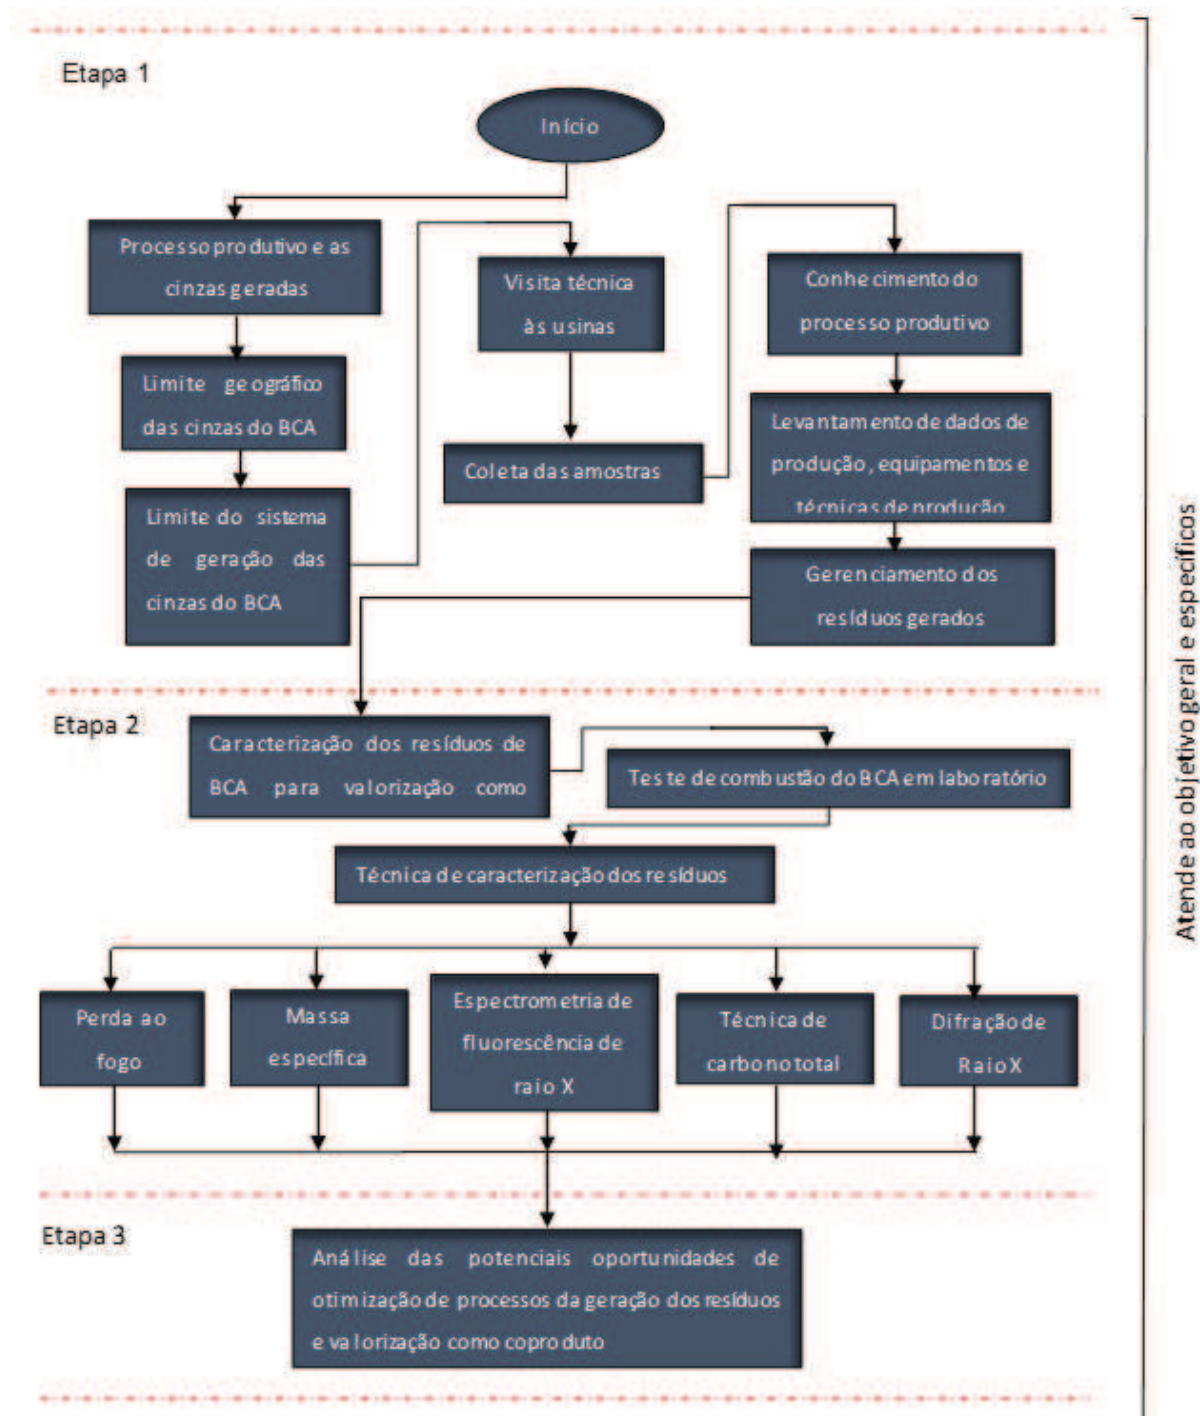 Etapa 1
Início
Processo produtivo e as
cinzas geradas
Limite geográfico
das cinzas do BCA
Limite do sistema
de geração das
cinzas do BCA
Visita técnica
às usinas
Coleta das amostras
Conhecimento do
processo produtivo
Levantamento de dados de
produção, equipamentos e
técnicas de produção
Gerenciamento dos
resíduos gerados
Etapa 2
Caracterização dos resíduos de
BCA para valorização como
Teste de combustão do BCA em laboratório
Técnica de caracterização dos resíduos
Perda ao
fogo
Massa
específica
Espectrometria de
fluorescência de
raio X
Técnica de
carbono total
Difração de
Raio X
Etapa 3
Análise das potenciais oportunidades de
otimização de processos da geração dos resíduos
e valorização como coproduto
Atende ao objetivo geral e específicos